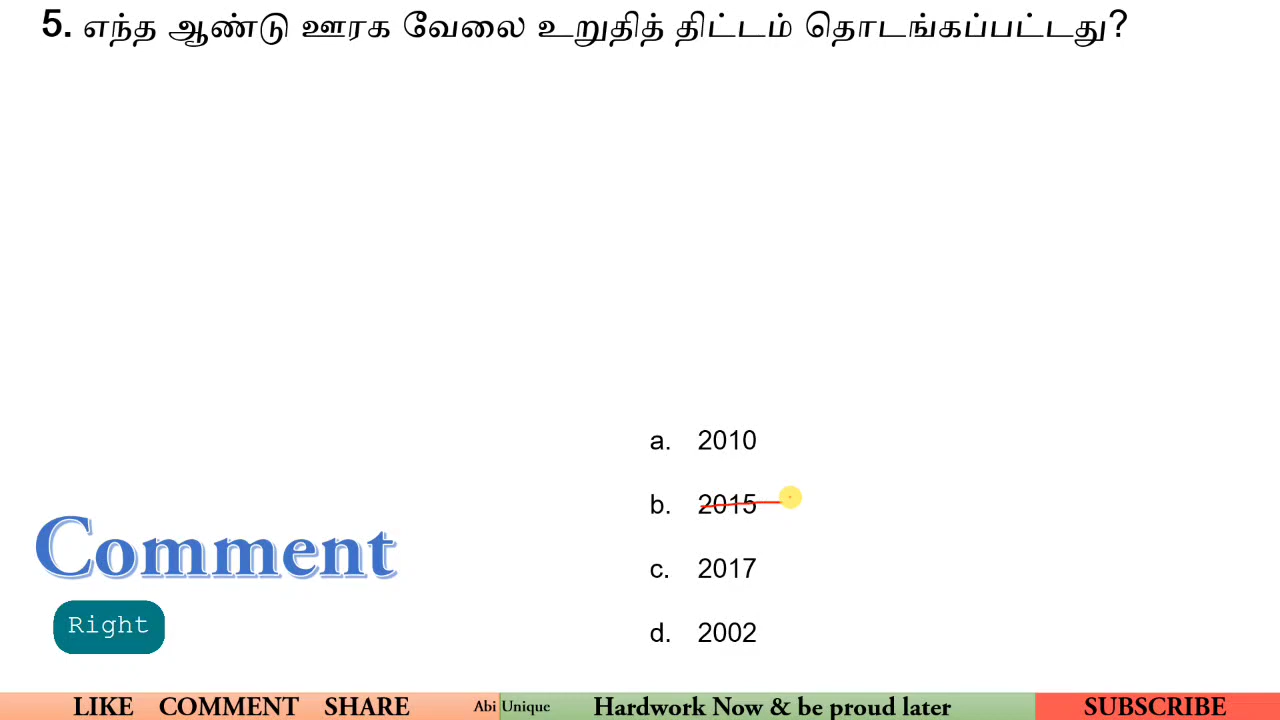 5. எந்த ஆண்டு ஊரக வேலை உறுதித் திட்டம் தொடங்கப்பட்டது?
a. 2010
b. 2015
c. 2017
d. 2002
Comment
Right
LIKE COMMENT SHARE Abi Unique Hardwork Now & be proud later SUBSCRIBE